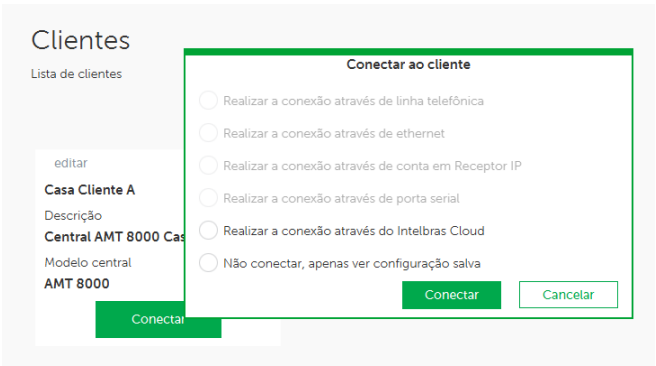 Clientes
Lista de clientes
Conectar ao cliente
Realizar a conexão através de linha telefônica
Realizar a conexão através de ethernet
Realizar a conexão através de conta em Receptor IP
Realizar a conexão através de porta serial
Realizar a conexão através do Intelbras Cloud
Não conectar, apenas ver configuração salva
Conectar
Cancelar
editar
Casa Cliente A
Descrição
Central AMT 8000 Cas
Modelo central
AMT 8000
Conectar